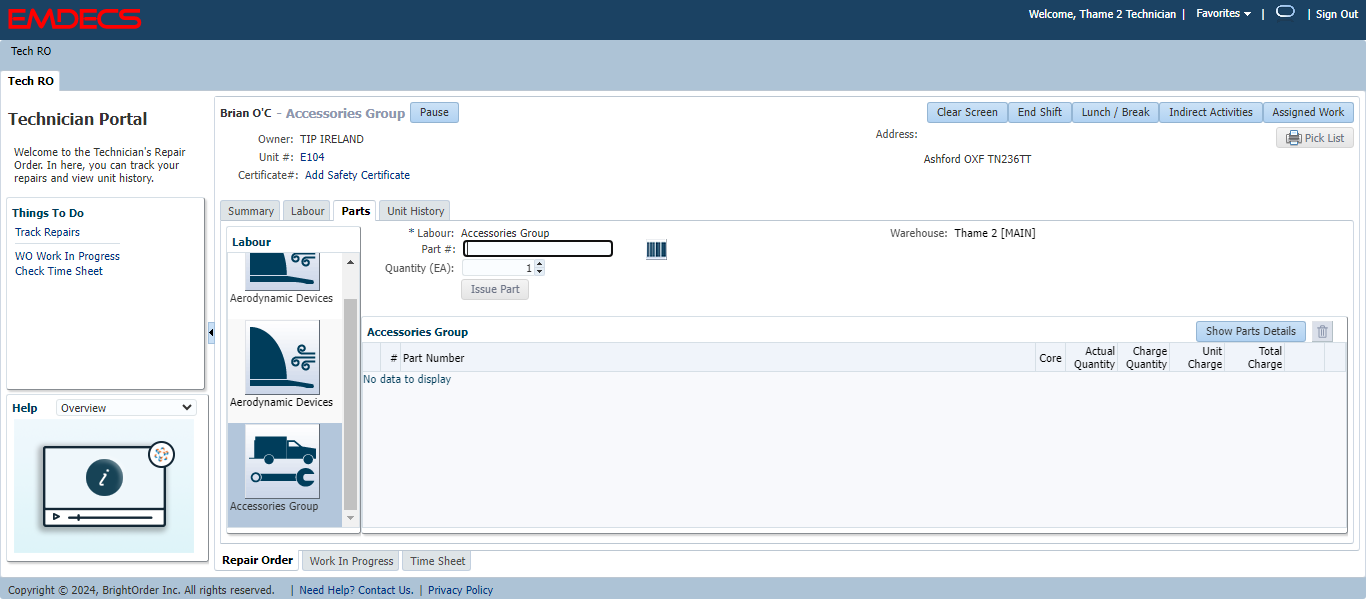 EMDECS
Welcome, Thame 2 Technician | Favorites | | Sign Out
Tech RO
Tech RO
Technician Portal
Welcome to the Technician's Repair
Order. In here, you can track your
repairs and view unit history.
Things To Do
Track Repairs
WO Work In Progress
Check Time Sheet
Help Overview
i
Brian O'C - Accessories Group Pause
Clear Screen End Shift Lunch / Break Indirect Activities Assigned Work
Owner: TIP IRELAND
Unit #: E104
Certificate#: Add Safety Certificate
Address:
Ashford OXF TN236TT
Pick List
Summary Labour Parts Unit History
Labour
Aerodynamic Devices
Aerodynamic Devices
Accessories Group
* Labour: Accessories Group
Part #:
Quantity (EA): 1
Issue Part
Warehouse: Thame 2 [MAIN]
Accessories Group
Show Parts Details
# Part Number Core Actual Quantity Charge Quantity Unit Charge Total Charge
No data to display
Repair Order Work In Progress Time Sheet
Copyright © 2024, BrightOrder Inc. All rights reserved. | Need Help? Contact Us. | Privacy Policy